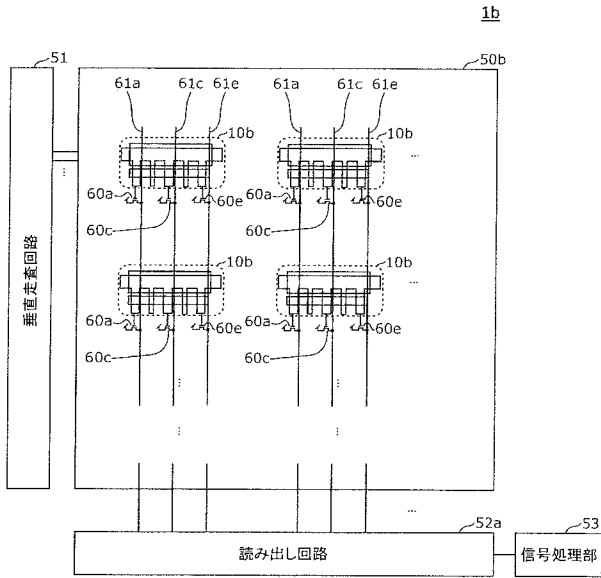 1b
51
50b
61a 61c 61e 61a 61c 61e
10b 10b
60a 60e 60a 60e
60c 60c
10b 10b
60a 60e 60a 60e
60c 60c
垂直走査回路
52a
53
読み出し回路
信号処理部